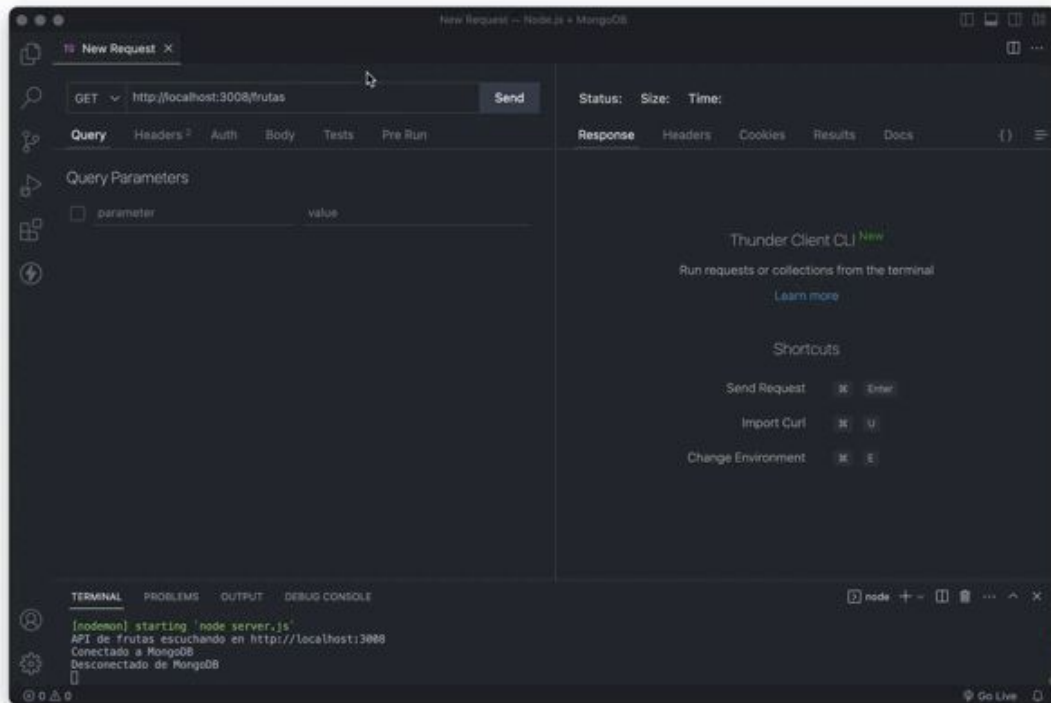 New Request — Node.js + MongoDB
TS New Request ×
GET http://localhost:3008/frutas Send
Status: Size: Time:
Query Headers 2 Auth Body Tests Pre Run
Response Headers Cookies Results Docs {}
Query Parameters
parameter value
Thunder Client CLI New
Run requests or collections from the terminal
Learn more
Shortcuts
Send Request ⌘ Enter
Import Curl ⌘ U
Change Environment ⌘ E
TERMINAL PROBLEMS OUTPUT DEBUG CONSOLE
node
[nodemon] starting `node server.js`
API de frutas escuchando en http://localhost:3008
Conectado a MongoDB
Desconectado de MongoDB
0 0
Go Live